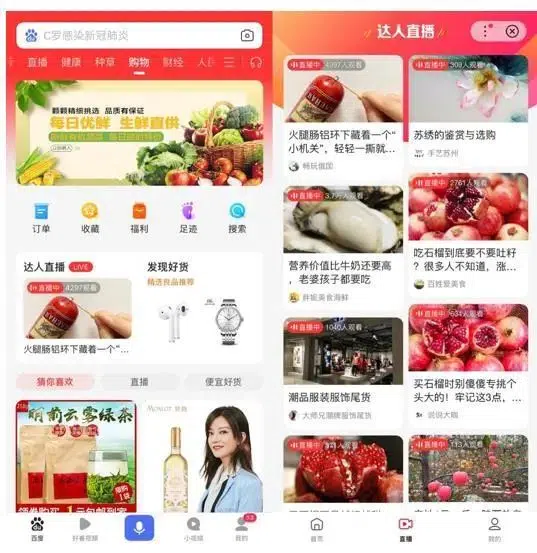 C罗感染新冠肺炎
直播 健康 种草 购物 财经
颗颗精细挑选 品质有保证
每日优鲜 生鲜直供
订单 收藏 福利 足迹 搜索
达人直播 LIVE
发现好货
精选良品推荐
直播中 4297观看
火腿肠铝环下藏着一个“...
猜你喜欢 直播 便宜好货
明前云雾绿茶
百度 好看视频 小视频 我的
达人直播
直播中 4397人观看
火腿肠铝环下藏着一个“
小机关”，轻轻一撕就...
畅玩俄国
直播中 309人观看
苏绣的鉴赏与选购
手艺苏州
直播中 3.7万人观看
营养价值比牛奶还要高，
老婆孩子都要吃
胖妮美食海鲜
直播中 2761人观看
吃石榴到底要不要吐籽
？很多人不知道，涨...
百姓爱美食
直播中 1040人观看
潮品服装服饰尾货
大师兄潮牌服饰尾货
直播中 634人观看
买石榴时别傻傻专挑个
头大的！牢记这3点，...
说说大瞩
直播中
直播中
首页 直播 我的